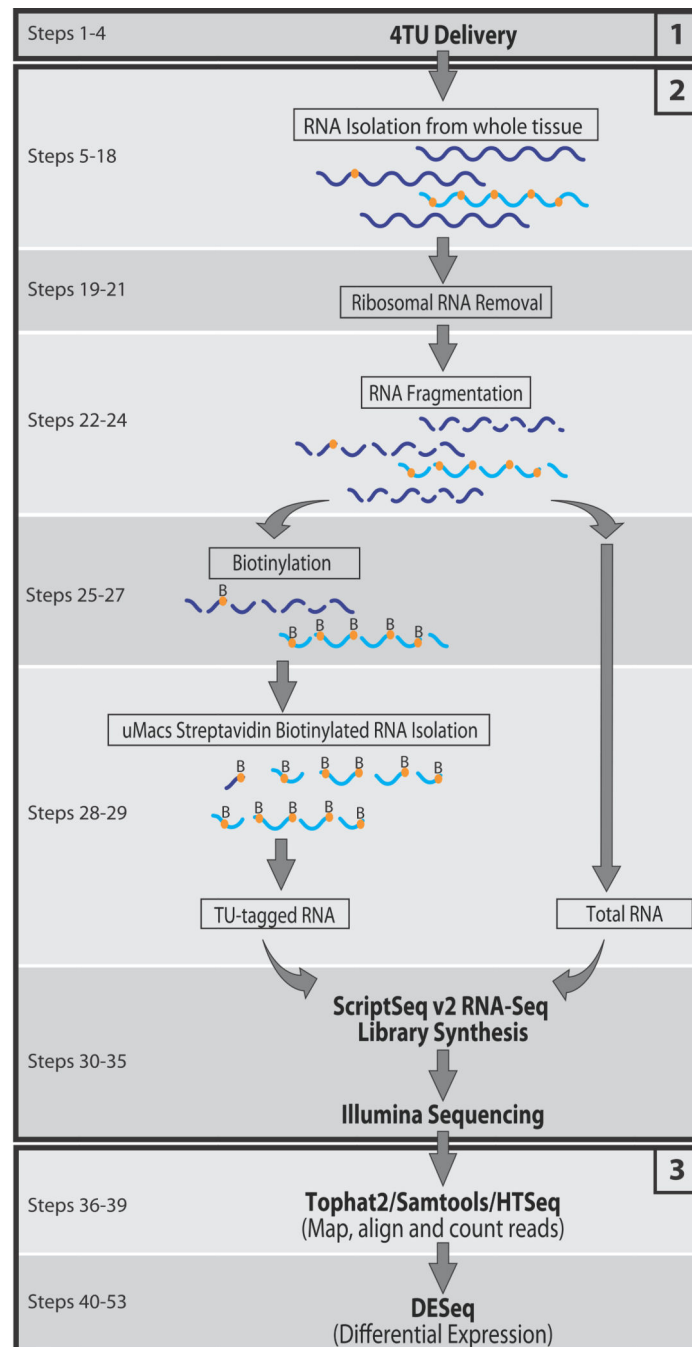 Steps 1-4
4TU Delivery
1
2
RNA Isolation from whole tissue
Steps 5-18
Steps 19-21
Ribosomal RNA Removal
RNA Fragmentation
Steps 22-24
Biotinylation
Steps 25-27
B
B B B B B
uMacs Streptavidin Biotinylated RNA Isolation
B B B B B B
Steps 28-29
B B B B B
TU-tagged RNA
Total RNA
ScriptSeq v2 RNA-Seq
Library Synthesis
Steps 30-35
Illumina Sequencing
3
Steps 36-39
Tophat2/Samtools/HTSeq
(Map, align and count reads)
Steps 40-53
DESeq
(Differential Expression)